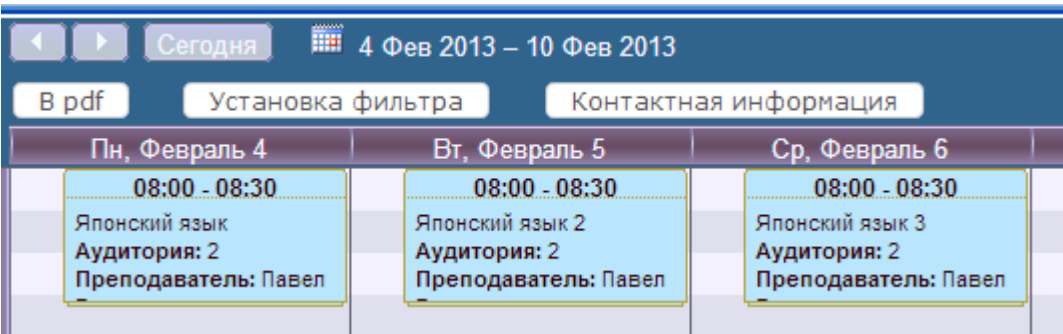 Сегодня 4 Фев 2013 – 10 Фев 2013
В pdf Установка фильтра Контактная информация
Пн, Февраль 4 Вт, Февраль 5 Ср, Февраль 6
08:00 - 08:30 08:00 - 08:30 08:00 - 08:30
Японский язык Японский язык 2 Японский язык 3
Аудитория: 2 Аудитория: 2 Аудитория: 2
Преподаватель: Павел Преподаватель: Павел Преподаватель: Павел